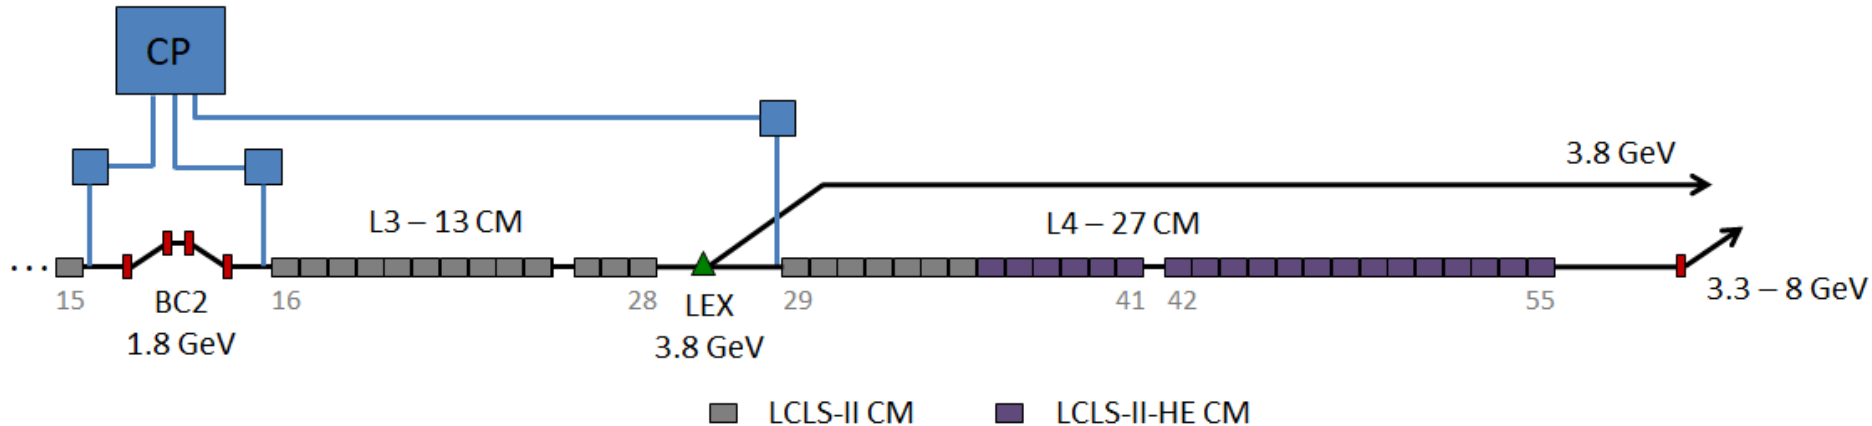 CP
3.8 GeV
L3 – 13 CM
L4 – 27 CM
...
15
BC2
1.8 GeV
16
28
LEX
3.8 GeV
29
41
42
55
3.3 – 8 GeV
LCLS-II CM
LCLS-II-HE CM